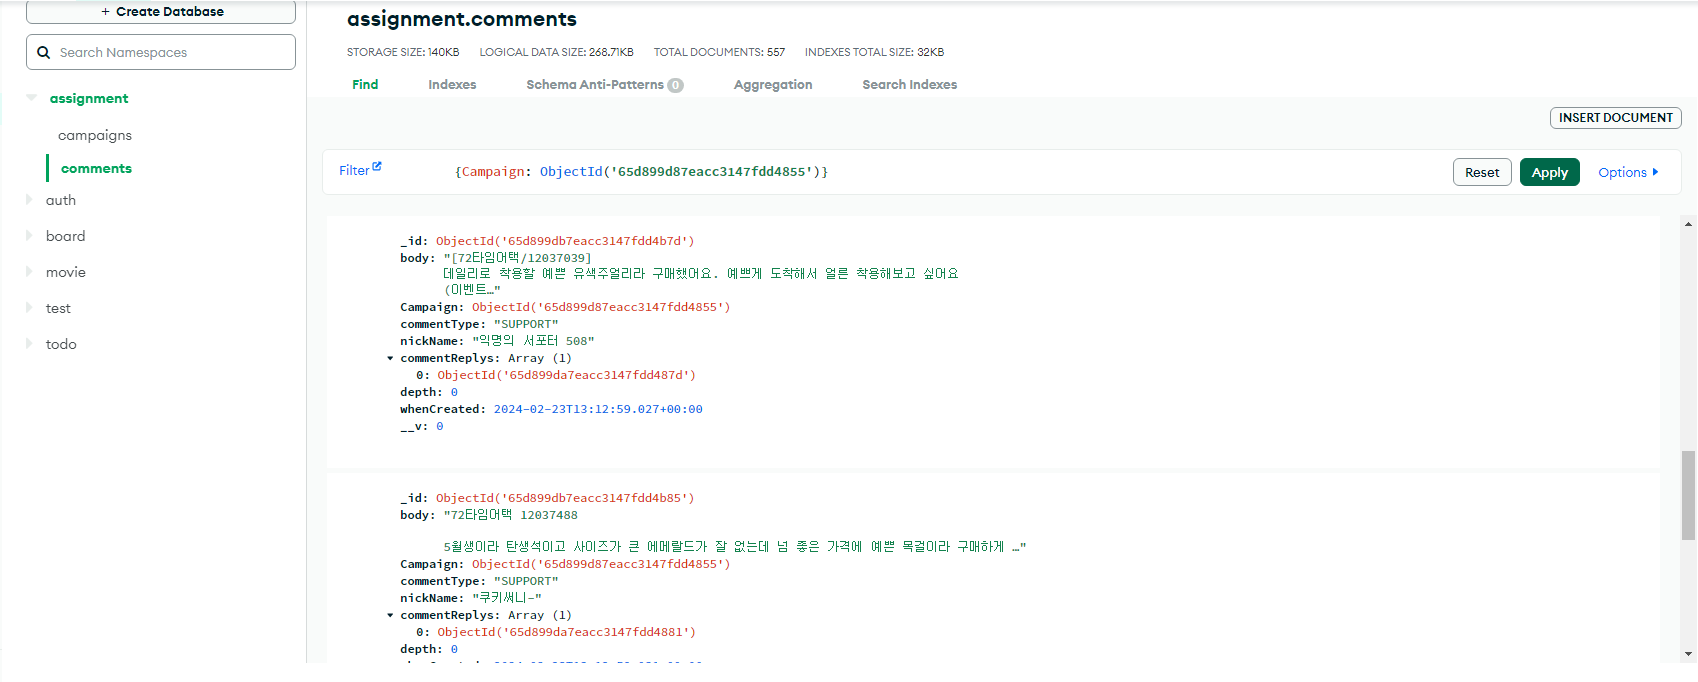 + Create Database
Search Namespaces
assignment
campaigns
comments
auth
board
movie
test
todo
assignment.comments
STORAGE SIZE: 140KB LOGICAL DATA SIZE: 268.71KB TOTAL DOCUMENTS: 557 INDEXES TOTAL SIZE: 32KB
Find Indexes Schema Anti-Patterns 0 Aggregation Search Indexes
INSERT DOCUMENT
Filter {Campaign: ObjectId('65d899d87eacc3147fdd4855')} Reset Apply Options
_id: ObjectId('65d899db7eacc3147fdd4b7d')
body: "[72타임어택/12037039]
데일리로 착용할 예쁜 유색주얼리라 구매했어요. 예쁘게 도착해서 얼른 착용해보고 싶어요
(이벤트…"
Campaign: ObjectId('65d899d87eacc3147fdd4855')
commentType: "SUPPORT"
nickName: "익명의 서포터 508"
commentReplys: Array (1)
0: ObjectId('65d899da7eacc3147fdd487d')
depth: 0
whenCreated: 2024-02-23T13:12:59.027+00:00
__v: 0
_id: ObjectId('65d899db7eacc3147fdd4b85')
body: "72타임어택 12037488
5월생이라 탄생석이고 사이즈가 큰 에메랄드가 잘 없는데 넘 좋은 가격에 예쁜 목걸이라 구매하게 …"
Campaign: ObjectId('65d899d87eacc3147fdd4855')
commentType: "SUPPORT"
nickName: "쿠키써니-"
commentReplys: Array (1)
0: ObjectId('65d899da7eacc3147fdd4881')
depth: 0